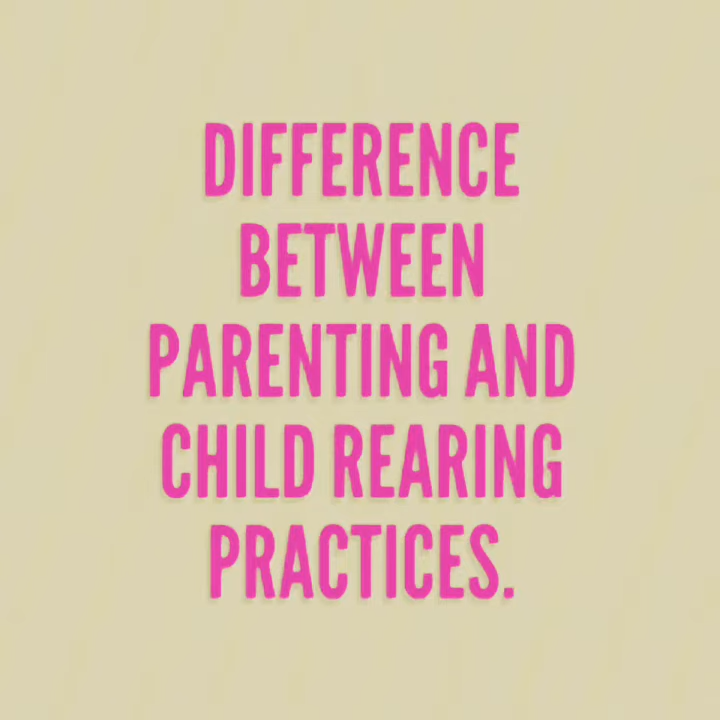 DIFFERENCE
BETWEEN
PARENTING AND
CHILD REARING
PRACTICES.